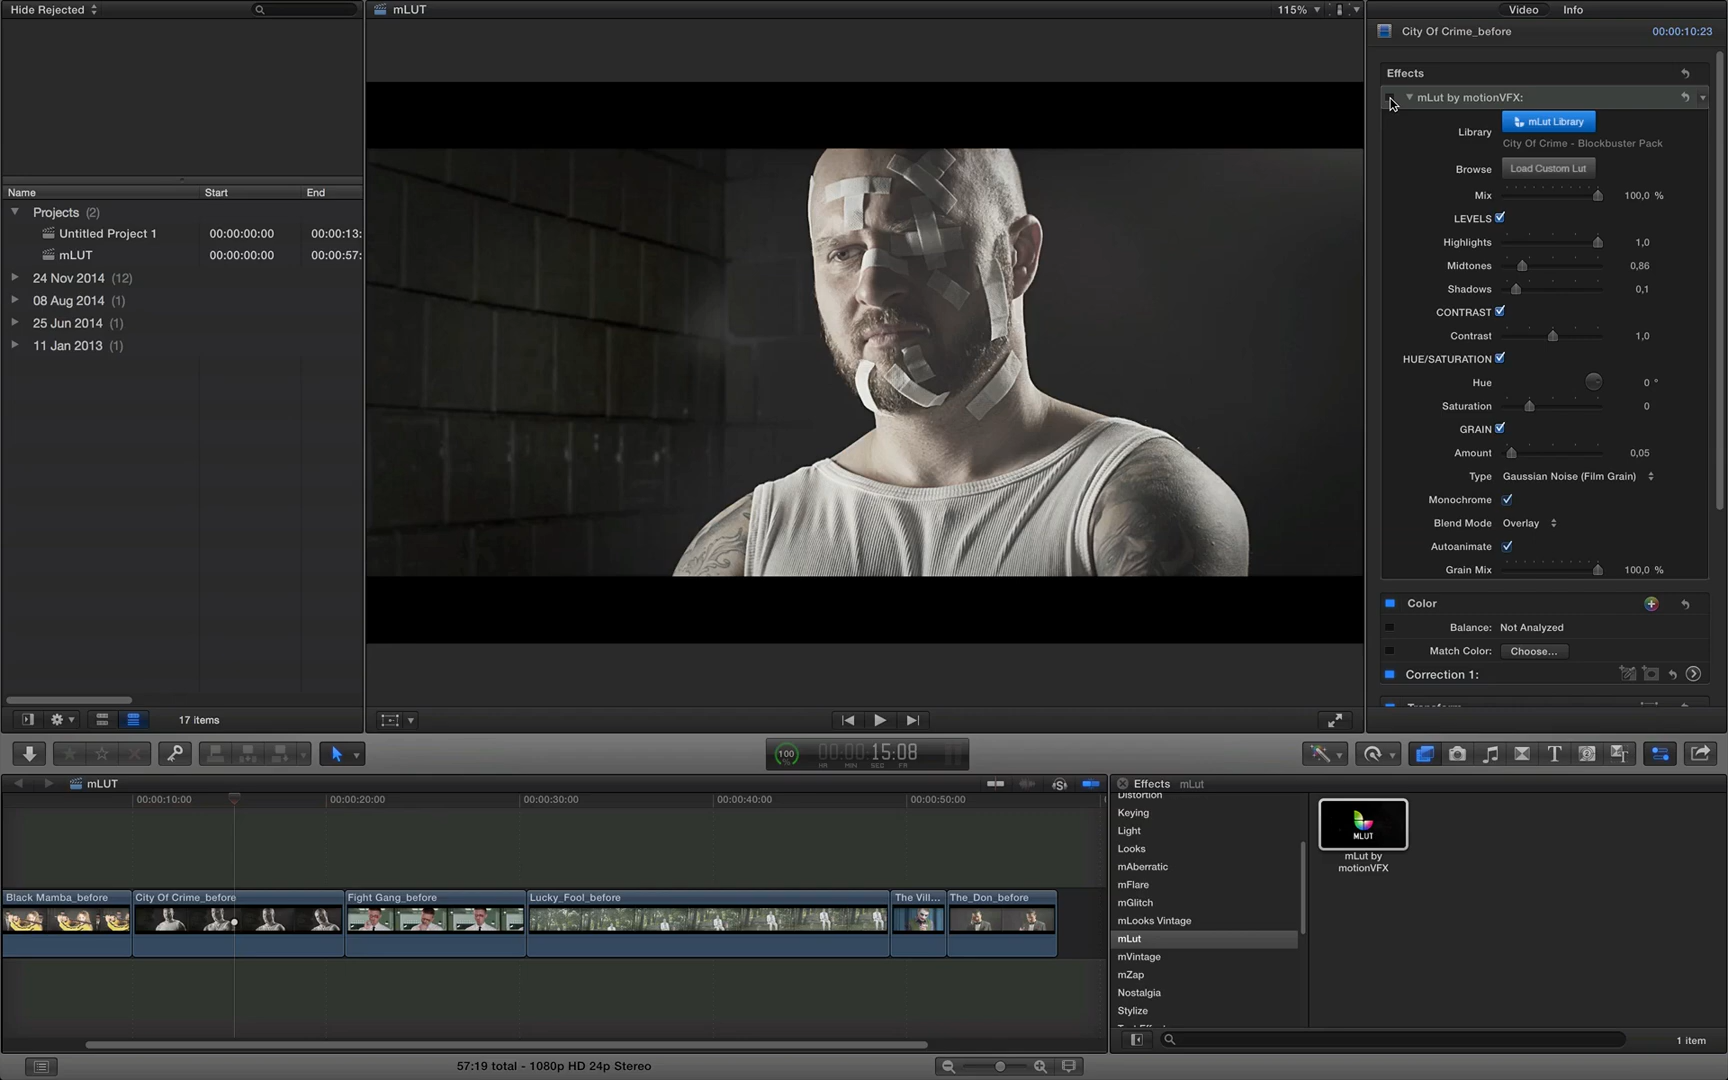 Hide Rejected
mLUT
115%
Video
Info
City Of Crime_before
00:00:10:23
Effects
mLut by motionVFX:
Library
mLut Library
City Of Crime - Blockbuster Pack
Browse
Load Custom Lut
Mix
100,0 %
LEVELS
Highlights
1,0
Midtones
0,86
Shadows
0,1
CONTRAST
Contrast
1,0
HUE/SATURATION
Hue
0 °
Saturation
0
GRAIN
Amount
0,05
Type
Gaussian Noise (Film Grain)
Monochrome
Blend Mode
Overlay
Autoanimate
Grain Mix
100,0 %
Color
Balance:
Not Analyzed
Match Color:
Choose...
Correction 1:
Name
Start
End
Projects (2)
Untitled Project 1
00:00:00:00
00:00:13:
mLUT
00:00:00:00
00:00:57:
24 Nov 2014 (12)
08 Aug 2014 (1)
25 Jun 2014 (1)
11 Jan 2013 (1)
17 items
100
00:00:15:08
HR MIN SEC FR
mLUT
00:00:10:00
00:00:20:00
00:00:30:00
00:00:40:00
00:00:50:00
Black Mamba_before
City Of Crime_before
Fight Gang_before
Lucky_Fool_before
The Vill...
The_Don_before
Effects
mLut
Distortion
Keying
Light
Looks
mAberratic
mFlare
mGlitch
mLooks Vintage
mLut
mVintage
mZap
Nostalgia
Stylize
MLUT
mLut by
motionVFX
1 item
57:19 total - 1080p HD 24p Stereo